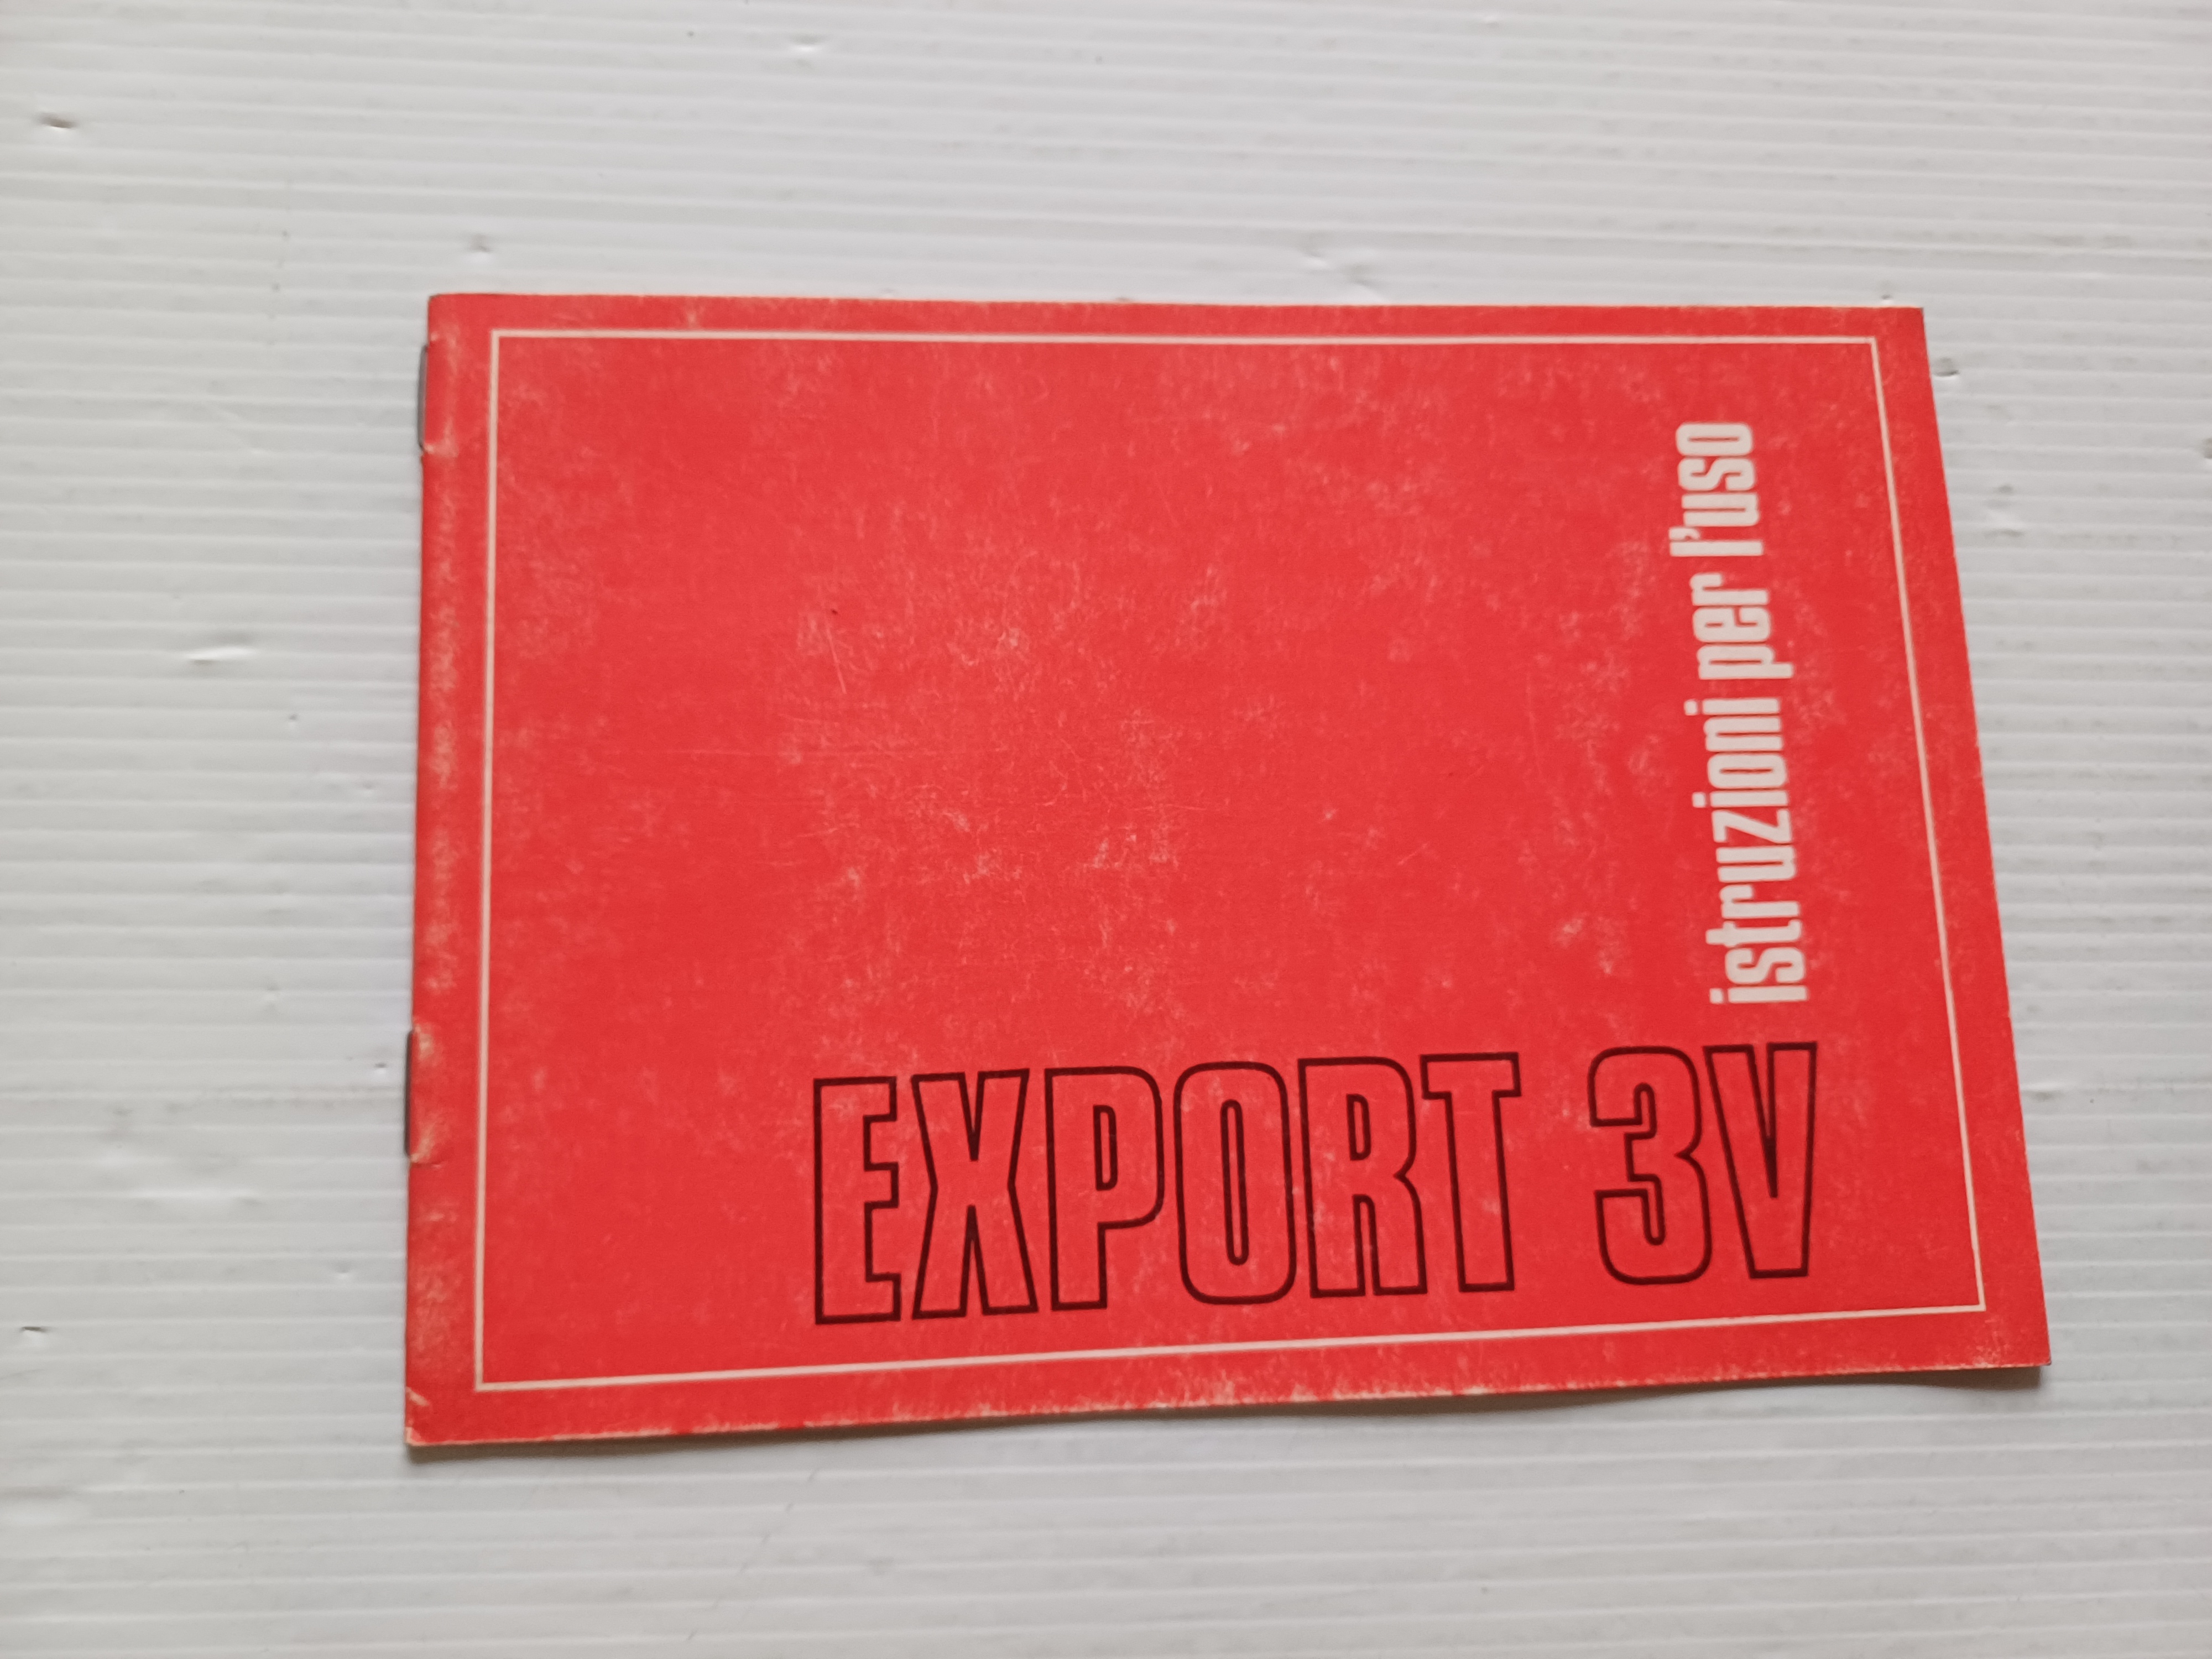 EXPORT 3V
istruzioni per l'uso